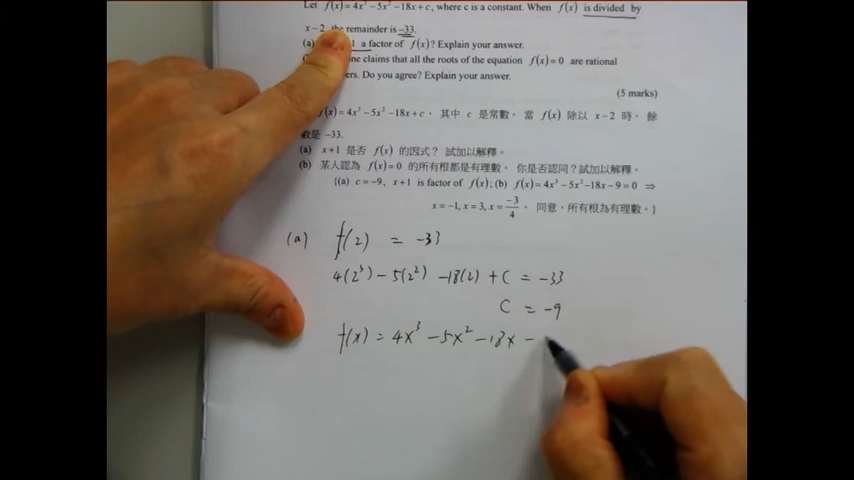 Let f(x)=4x³−5x²−18x+c, where c is a constant. When f(x) is divided by
x−2, the remainder is −33.
(a) 1 a factor of f(x)? Explain your answer.
one claims that all the roots of the equation f(x)=0 are rational
ers. Do you agree? Explain your answer.
(5 marks)
f(x)=4x³−5x²−18x+c, 其中 c 是常數。當 f(x) 除以 x−2 時, 餘
數是 −33.
(a) x+1 是否 f(x) 的因式? 試加以解釋。
(b) 某人認為 f(x)=0 的所有根都是有理數。你是否認同? 試加以解釋。
{(a) c=−9, x+1 is factor of f(x); (b) f(x)=4x³−5x²−18x−9=0 ⇒
x=−1, x=3, x=−3/4, 同意, 所有根為有理數。}
(a) f(2) = −33
4(2³) − 5(2²) − 18(2) + C = −33
C = −9
f(x) = 4x³ − 5x² − 18x −